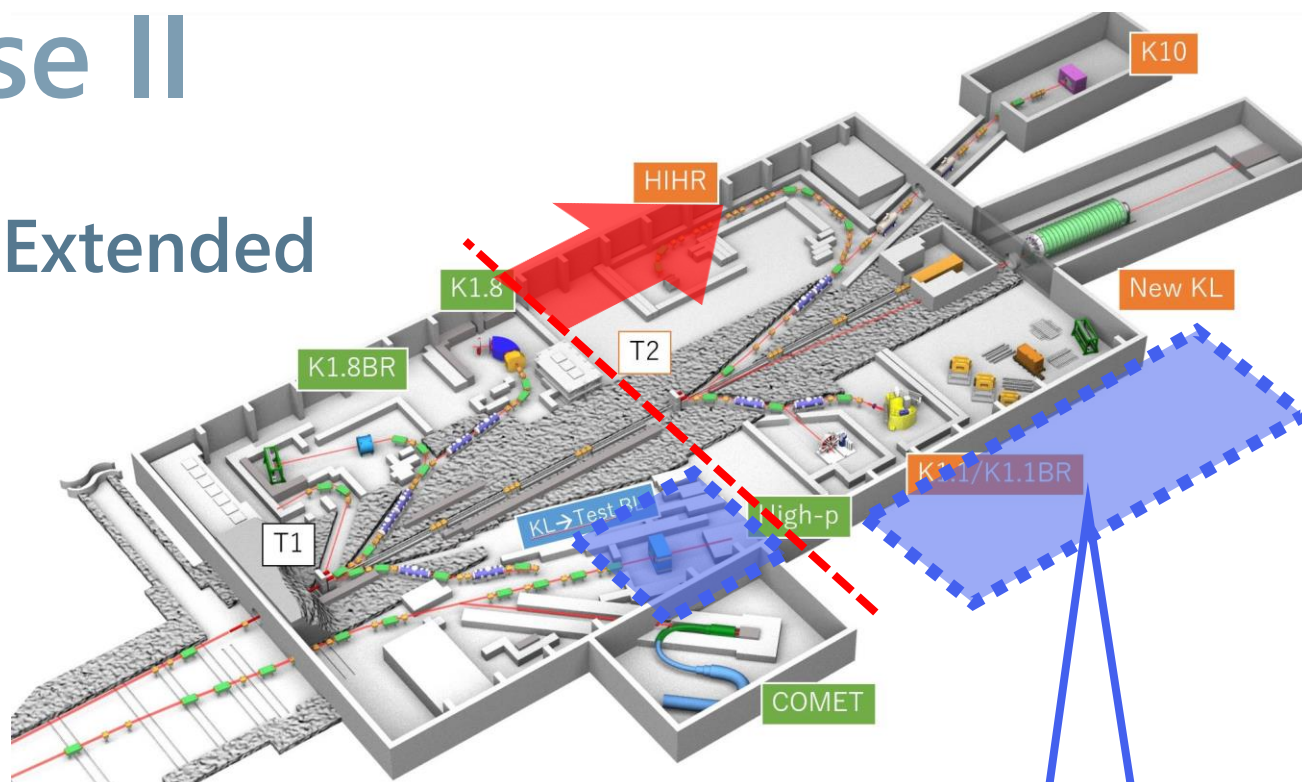 se II
Extended
K10
HIHR
K1.8
New KL
T2
K1.8BR
K1.1/K1.1BR
KL→Test BL
High-p
T1
COMET